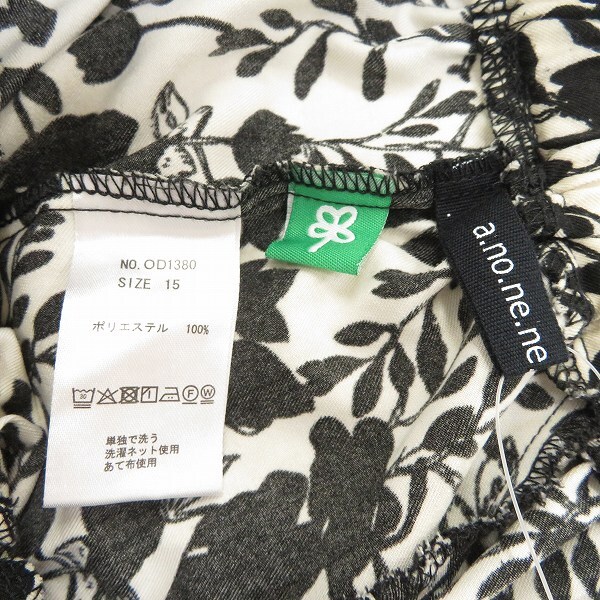 NO. OD1380
SIZE 15
ポリエステル 100%
単独で洗う
洗濯ネット使用
あて布使用
a.no.ne.ne